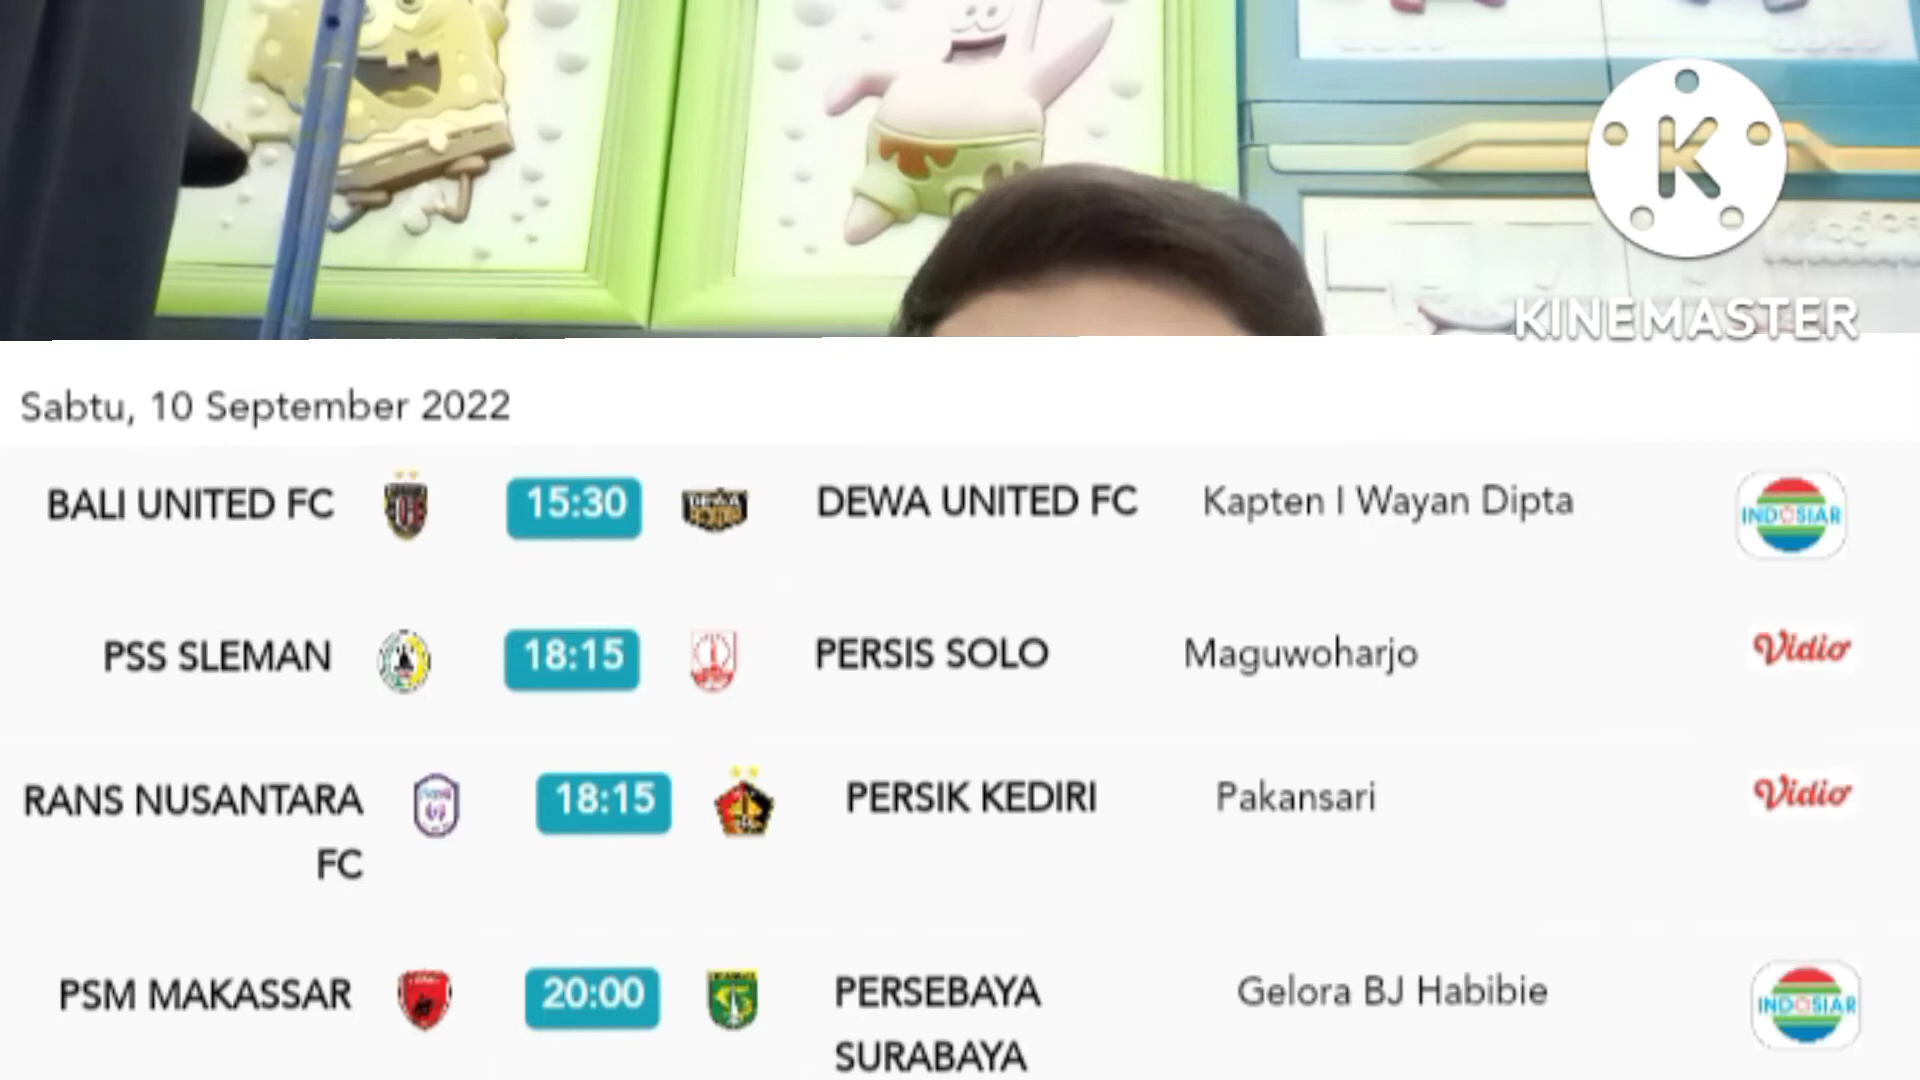 KINEMASTER
Sabtu, 10 September 2022
BALI UNITED FC 15:30 DEWA UNITED FC Kapten I Wayan Dipta INDOSIAR
PSS SLEMAN 18:15 PERSIS SOLO Maguwoharjo Vidio
RANS NUSANTARA 18:15 PERSIK KEDIRI Pakansari Vidio
FC
PSM MAKASSAR 20:00 PERSEBAYA Gelora BJ Habibie INDOSIAR
SURABAYA